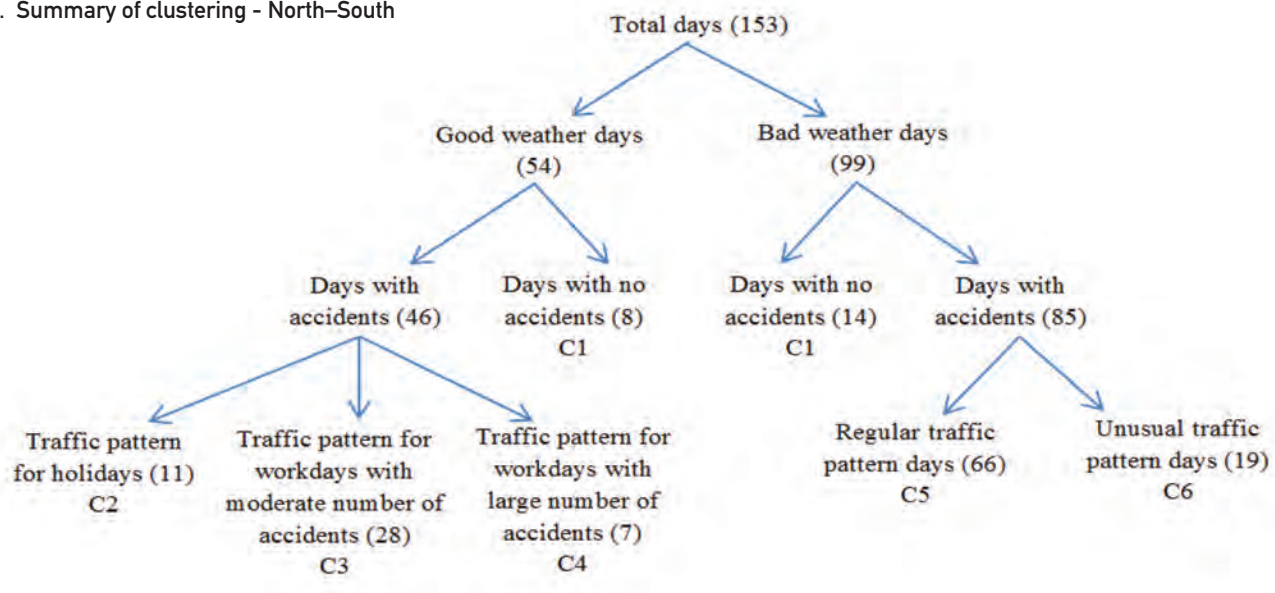 . Summary of clustering - North–South
Total days (153)
Good weather days
(54)
Bad weather days
(99)
Days with
accidents (46)
Days with no
accidents (8)
C1
Days with no
accidents (14)
C1
Days with
accidents (85)
Traffic pattern
for holidays (11)
C2
Traffic pattern for
workdays with
moderate number of
accidents (28)
C3
Traffic pattern for
workdays with
large number of
accidents (7)
C4
Regular traffic
pattern days (66)
C5
Unusual traffic
pattern days (19)
C6